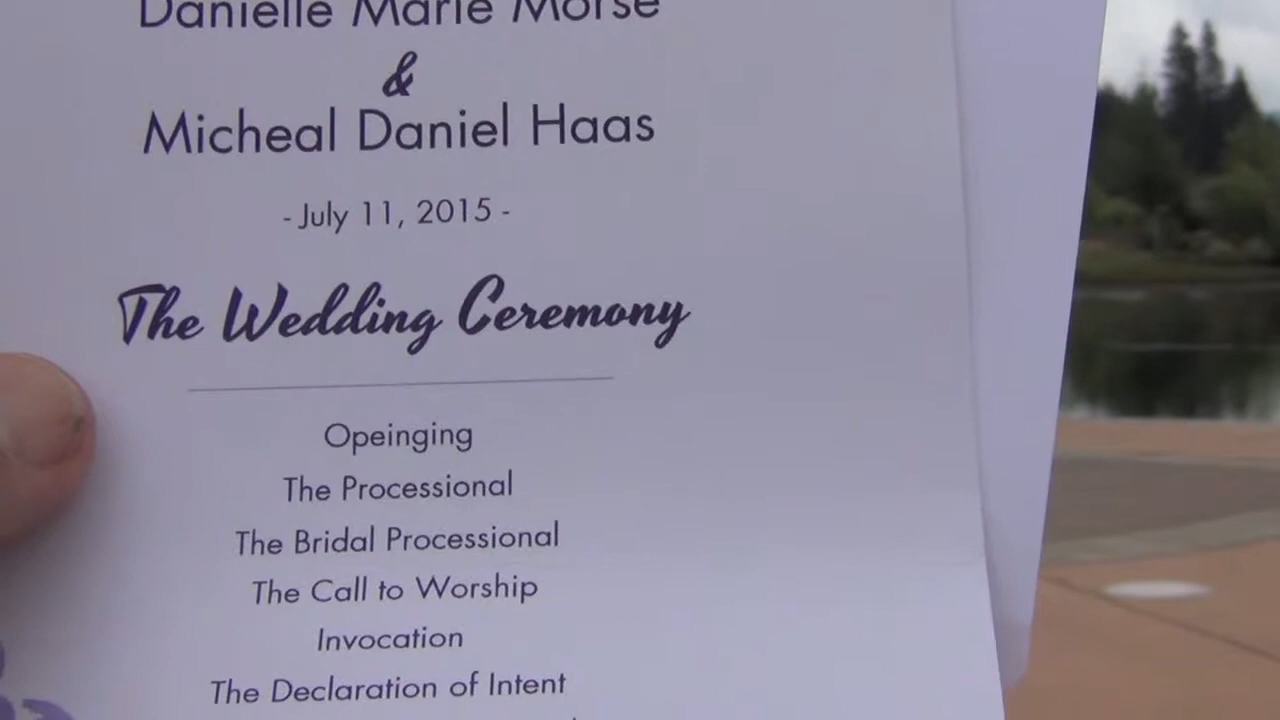 Danielle Marie Morse
&
Micheal Daniel Haas
- July 11, 2015 -
The Wedding Ceremony
Opeinging
The Processional
The Bridal Processional
The Call to Worship
Invocation
The Declaration of Intent